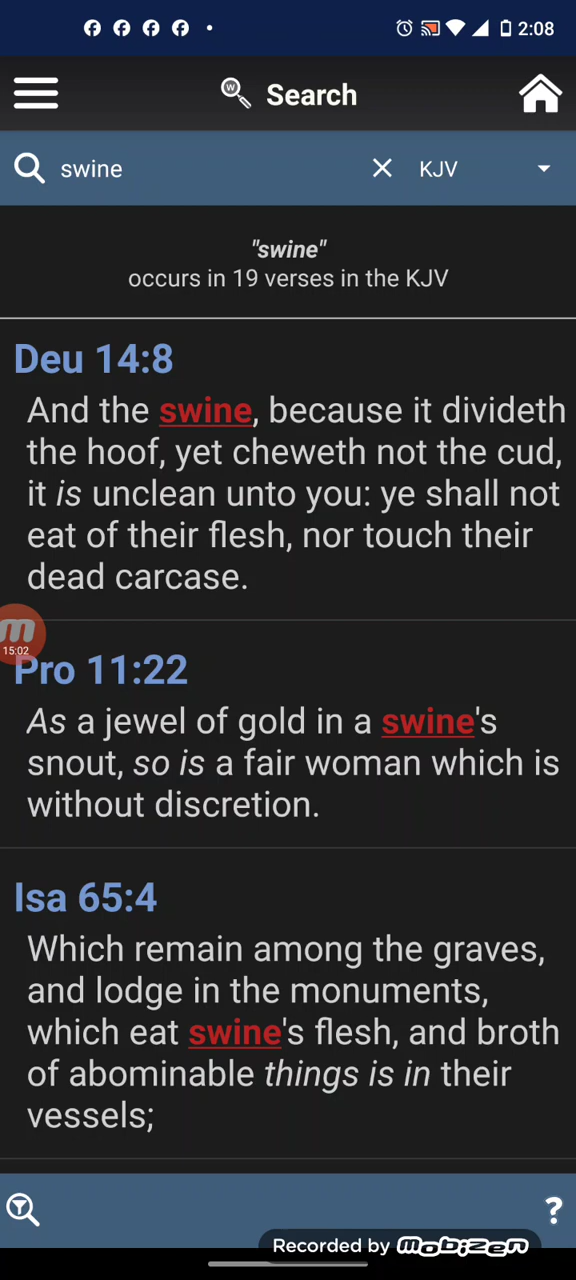 2:08
Search
swine
KJV
"swine"
occurs in 19 verses in the KJV
Deu 14:8
And the swine, because it divideth
the hoof, yet cheweth not the cud,
it is unclean unto you: ye shall not
eat of their flesh, nor touch their
dead carcase.
15:02
Pro 11:22
As a jewel of gold in a swine's
snout, so is a fair woman which is
without discretion.
Isa 65:4
Which remain among the graves,
and lodge in the monuments,
which eat swine's flesh, and broth
of abominable things is in their
vessels;
?
Recorded by mobizen